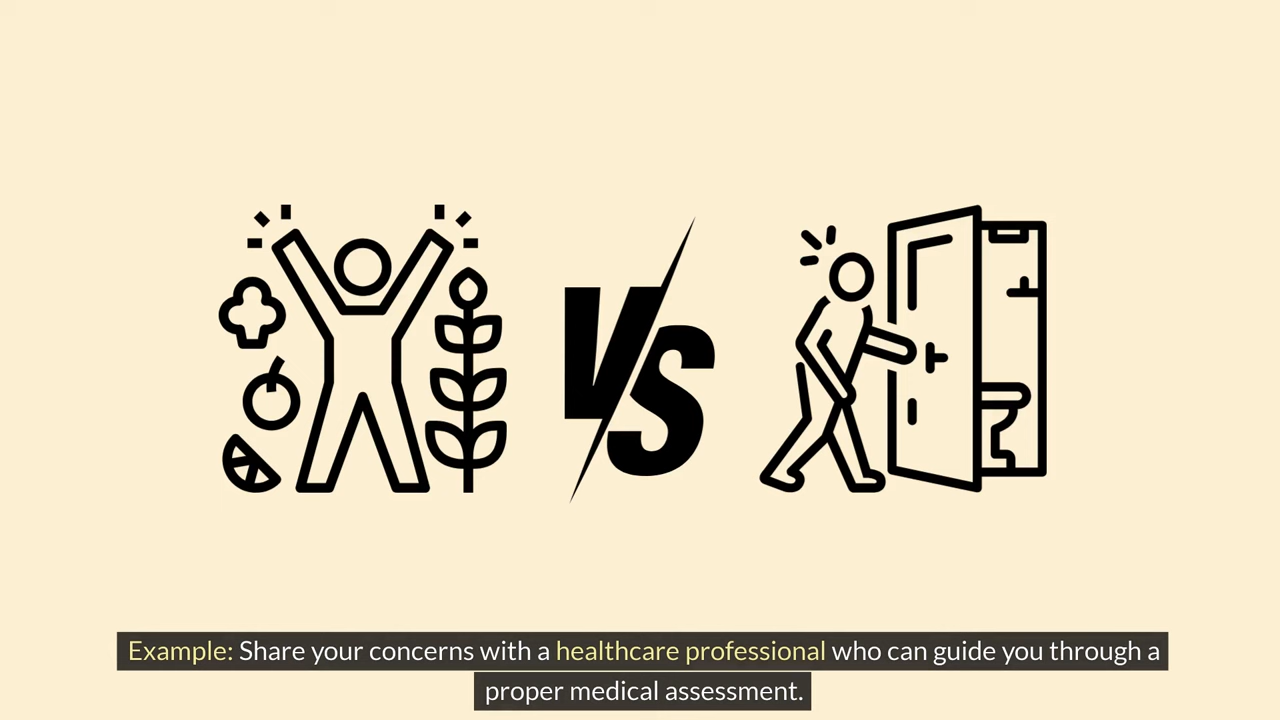 VS
Example: Share your concerns with a healthcare professional who can guide you through a
proper medical assessment.